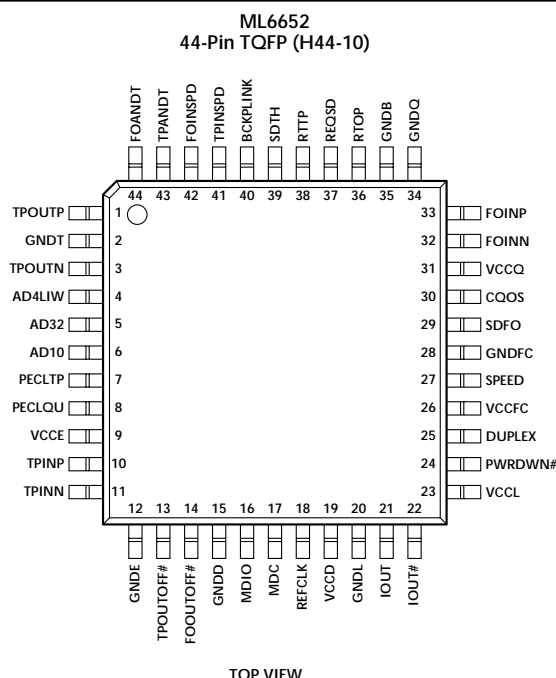 ML6652
44-Pin TQFP (H44-10)
FOANDT
TPANDT
FOINSPD
TPINSPD
BCKPLINK
SDTH
RTTP
REQSD
RTOP
GNDB
GNDQ
44 43 42 41 40 39 38 37 36 35 34
TPOUTP 1 33 FOINP
GNDT 2 32 FOINN
TPOUTN 3 31 VCCQ
AD4LIW 4 30 CQOS
AD32 5 29 SDFO
AD10 6 28 GNDFC
PECLTP 7 27 SPEED
PECLQU 8 26 VCCFC
VCCE 9 25 DUPLEX
TPINP 10 24 PWRDWN#
TPINN 11 23 VCCL
12 13 14 15 16 17 18 19 20 21 22
GNDE
TPOUTOFF#
FOOUTOFF#
GNDD
MDIO
MDC
REFCLK
VCCD
GNDL
IOUT
IOUT#
TOP VIEW